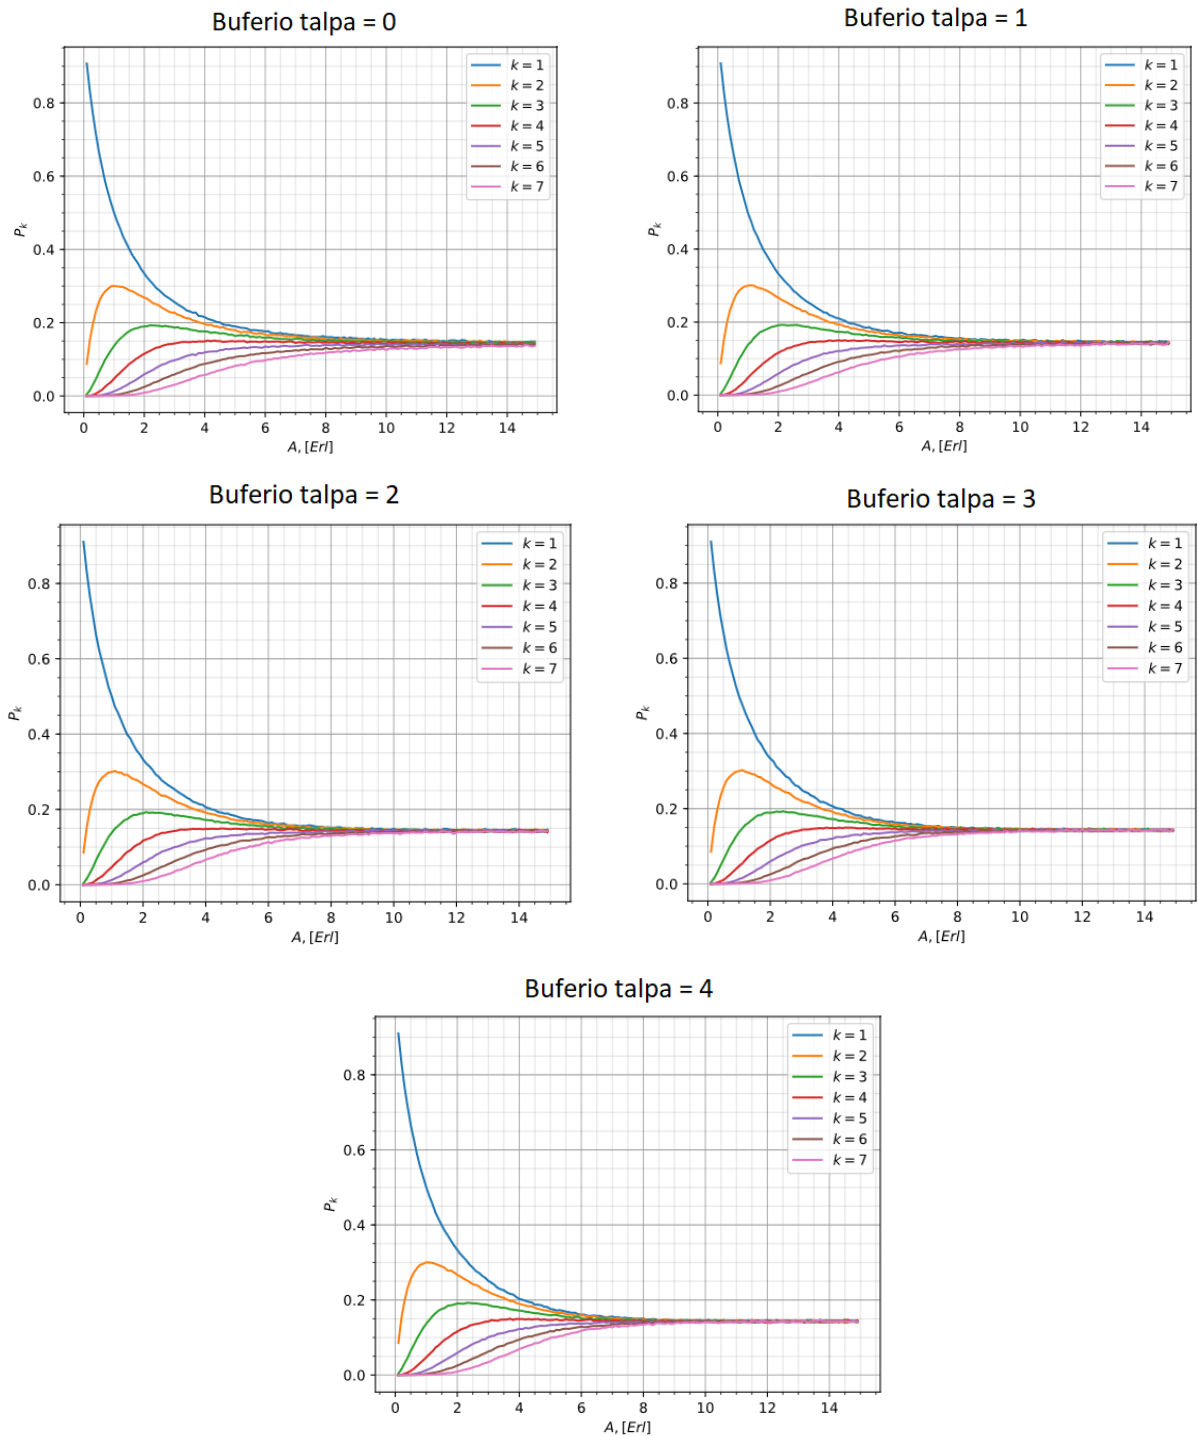 Buferio talpa = 0
k = 1
k = 2
k = 3
k = 4
k = 5
k = 6
k = 7
0.8
0.6
0.4
0.2
0.0
P_k
0 2 4 6 8 10 12 14
A, [Erl]
Buferio talpa = 1
k = 1
k = 2
k = 3
k = 4
k = 5
k = 6
k = 7
0.8
0.6
0.4
0.2
0.0
P_k
0 2 4 6 8 10 12 14
A, [Erl]
Buferio talpa = 2
k = 1
k = 2
k = 3
k = 4
k = 5
k = 6
k = 7
0.8
0.6
0.4
0.2
0.0
P_k
0 2 4 6 8 10 12 14
A, [Erl]
Buferio talpa = 3
k = 1
k = 2
k = 3
k = 4
k = 5
k = 6
k = 7
0.8
0.6
0.4
0.2
0.0
P_k
0 2 4 6 8 10 12 14
A, [Erl]
Buferio talpa = 4
k = 1
k = 2
k = 3
k = 4
k = 5
k = 6
k = 7
0.8
0.6
0.4
0.2
0.0
P_k
0 2 4 6 8 10 12 14
A, [Erl]